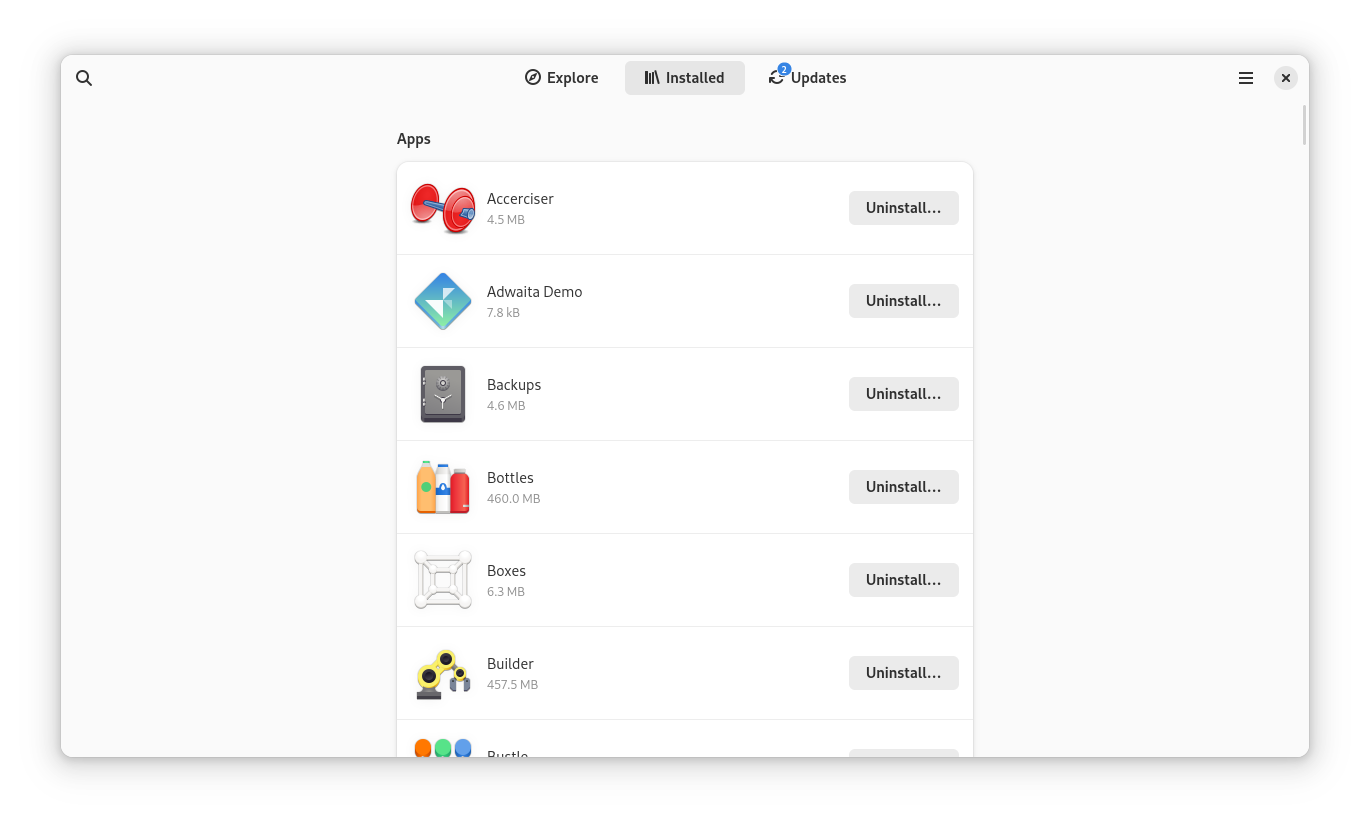 Explore
Installed
2
Updates
Apps
Accerciser
4.5 MB
Uninstall…
Adwaita Demo
7.8 kB
Uninstall…
Backups
4.6 MB
Uninstall…
Bottles
460.0 MB
Uninstall…
Boxes
6.3 MB
Uninstall…
Builder
457.5 MB
Uninstall…
Bustle